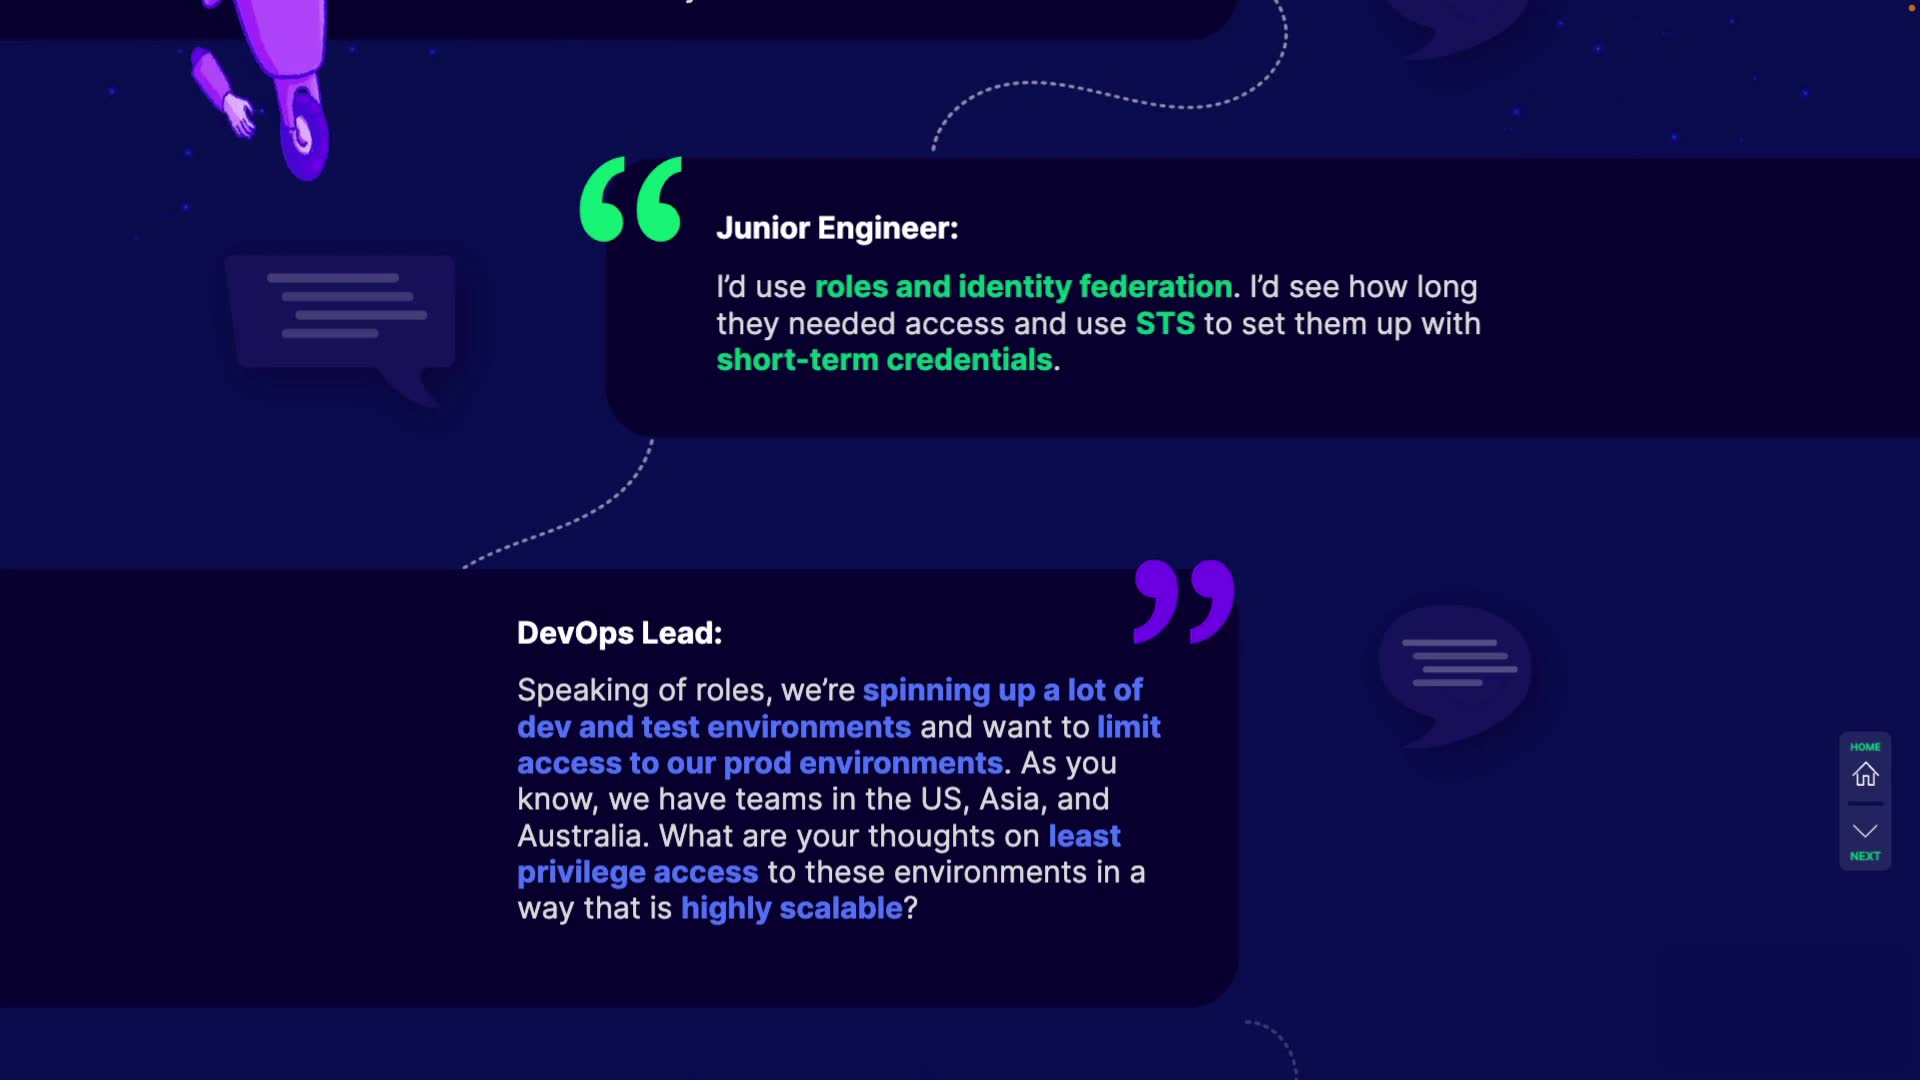 Junior Engineer:
I’d use roles and identity federation. I’d see how long
they needed access and use STS to set them up with
short-term credentials.
DevOps Lead:
Speaking of roles, we’re spinning up a lot of
dev and test environments and want to limit
access to our prod environments. As you
know, we have teams in the US, Asia, and
Australia. What are your thoughts on least
privilege access to these environments in a
way that is highly scalable?
HOME
NEXT